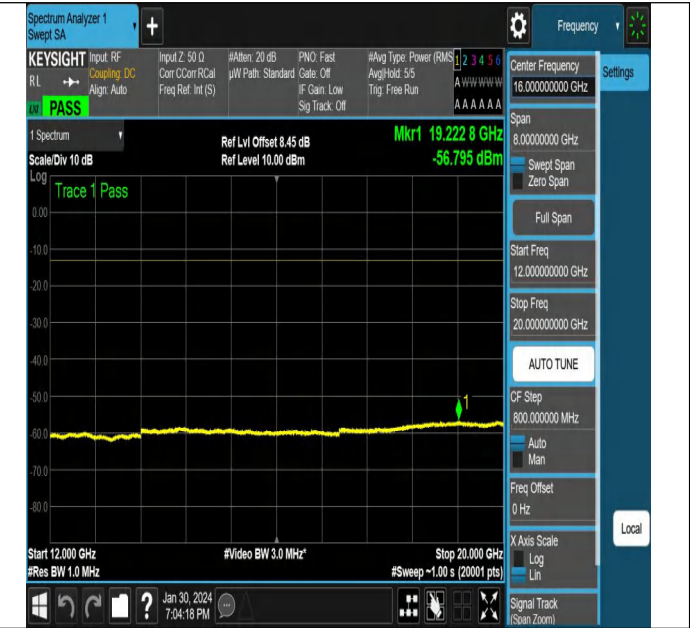 Spectrum Analyzer 1
Swept SA
Frequency
KEYSIGHT
RL
PASS
Input: RF
Coupling: DC
Align: Auto
Input Z: 50 Ω
Corr CCorr RCal
Freq Ref: Int (S)
#Atten: 20 dB
µW Path: Standard
PNO: Fast
Gate: Off
IF Gain: Low
Sig Track: Off
#Avg Type: Power (RMS
Avg|Hold: 5/5
Trig: Free Run
1 2 3 4 5 6
A W W W W W
A A A A A A
1 Spectrum
Scale/Div 10 dB
Log
Ref Lvl Offset 8.45 dB
Ref Level 10.00 dBm
Mkr1 19.222 8 GHz
-56.795 dBm
Trace 1 Pass
0.00
-10.0
-20.0
-30.0
-40.0
-50.0
-60.0
-70.0
-80.0
1
Start 12.000 GHz
#Res BW 1.0 MHz
#Video BW 3.0 MHz*
Stop 20.000 GHz
#Sweep ~1.00 s (20001 pts)
Jan 30, 2024
7:04:18 PM
Center Frequency
16.000000000 GHz
Settings
Span
8.00000000 GHz
Swept Span
Zero Span
Full Span
Start Freq
12.000000000 GHz
Stop Freq
20.000000000 GHz
AUTO TUNE
CF Step
800.000000 MHz
Auto
Man
Freq Offset
0 Hz
X Axis Scale
Log
Lin
Local
Signal Track
(Span Zoom)